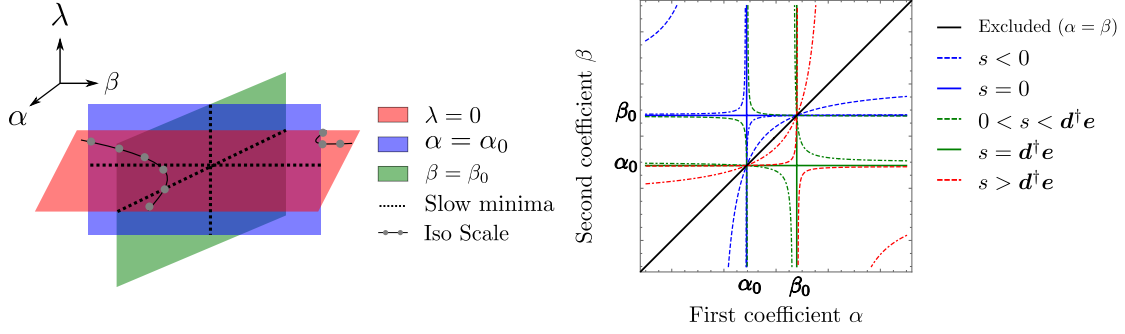 λ
β
α
λ = 0
α = α₀
β = β₀
Slow minima
Iso Scale
Second coefficient β
β₀
α₀
α₀ β₀
First coefficient α
Excluded (α = β)
s < 0
s = 0
0 < s < d†e
s = d†e
s > d†e